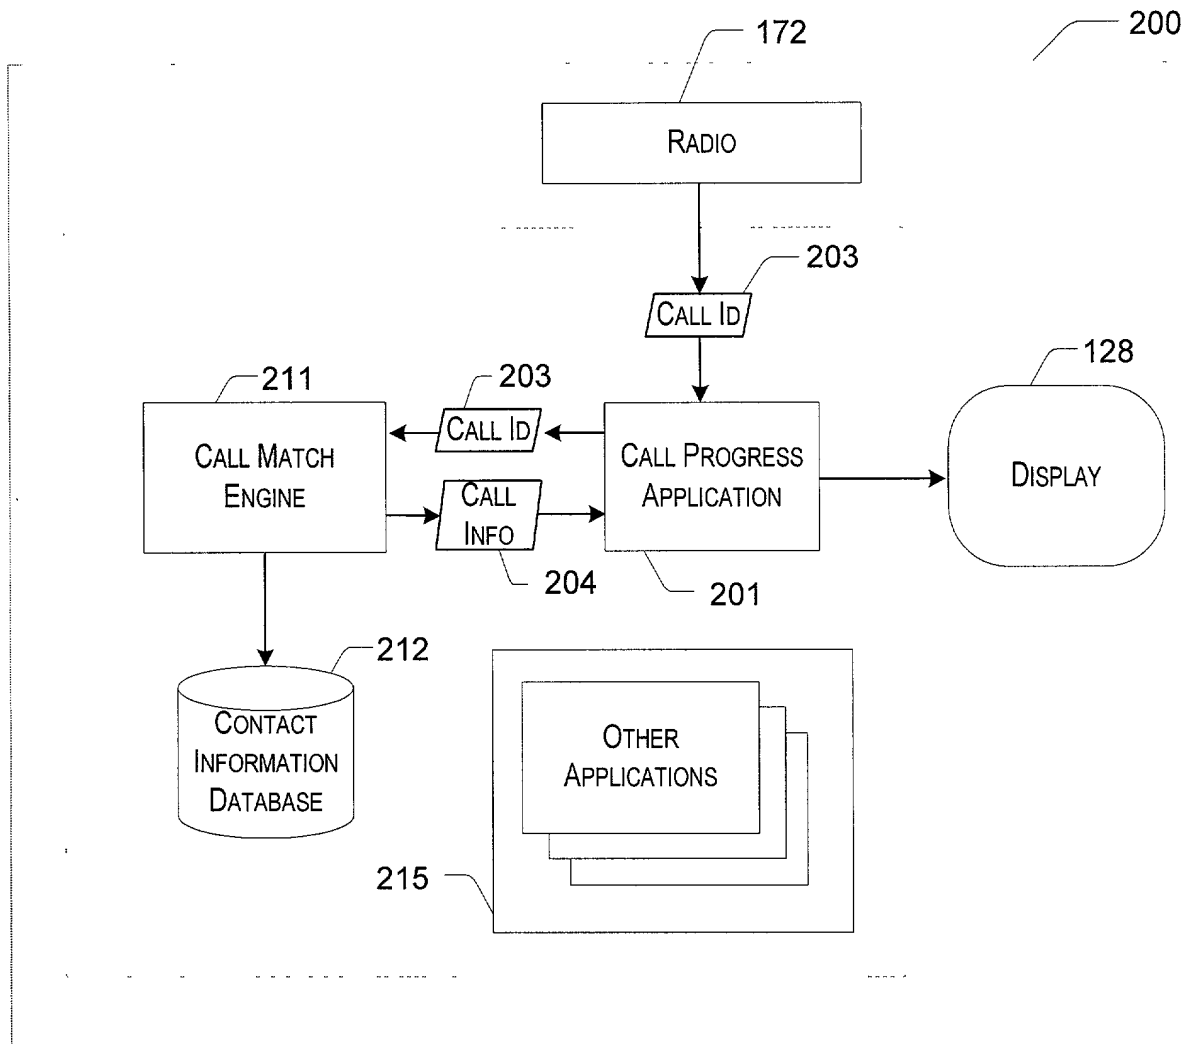 200
172
RADIO
203
CALL ID
128
211
203
CALL ID
CALL MATCH
ENGINE
CALL PROGRESS
APPLICATION
DISPLAY
CALL
INFO
204
201
212
CONTACT
INFORMATION
DATABASE
OTHER
APPLICATIONS
215